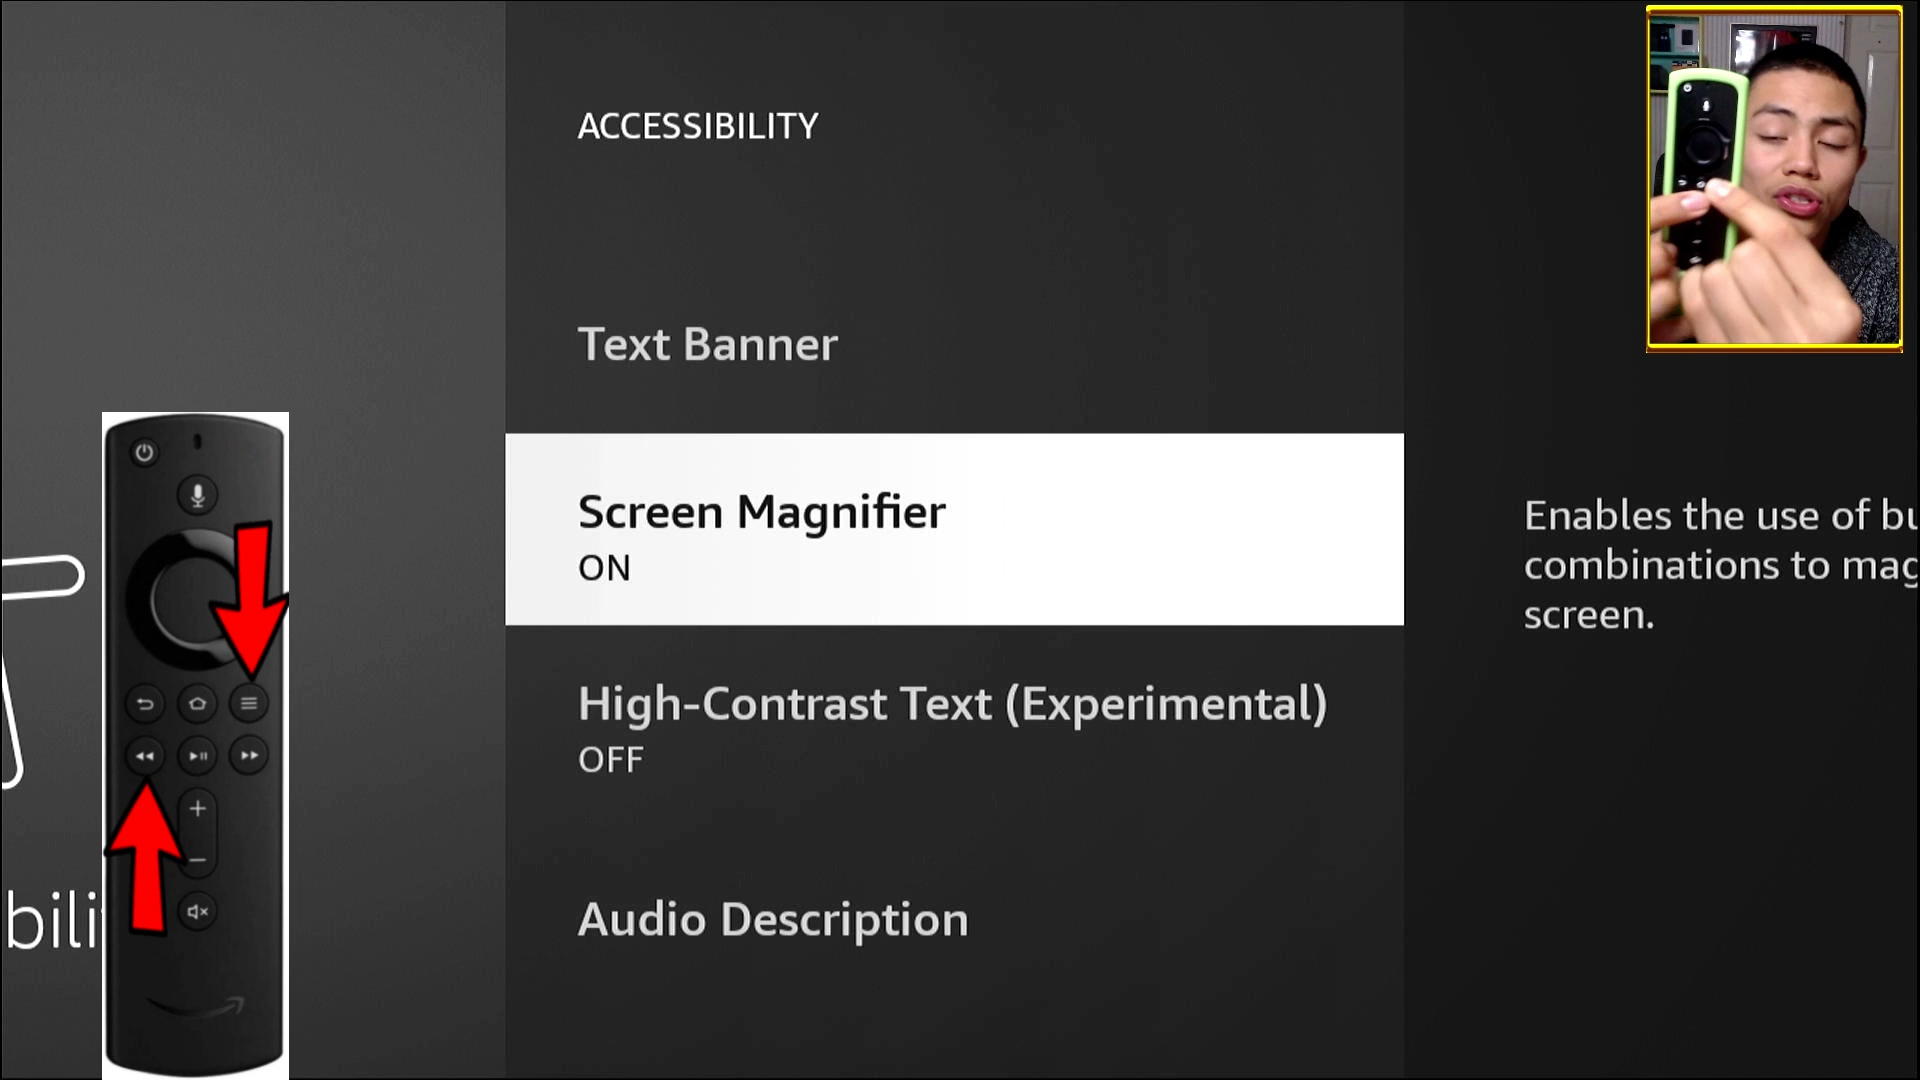 ACCESSIBILITY
Text Banner
Screen Magnifier
ON
High-Contrast Text (Experimental)
OFF
Audio Description
Enables the use of bu
combinations to mag
screen.
bili